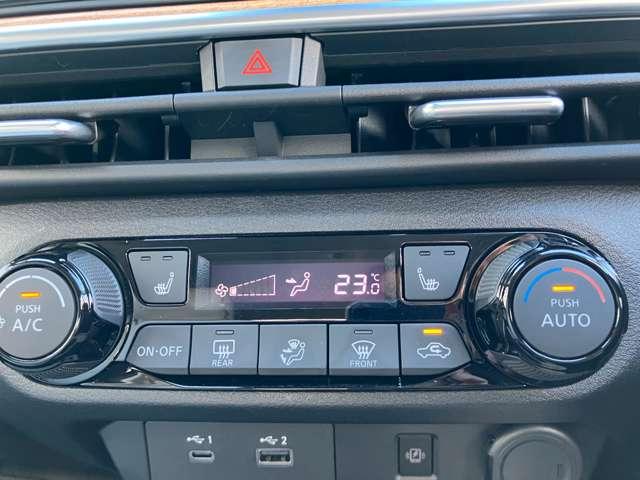 23.0 °C
PUSH
A/C
PUSH
AUTO
ON·OFF
REAR
FRONT
1
2